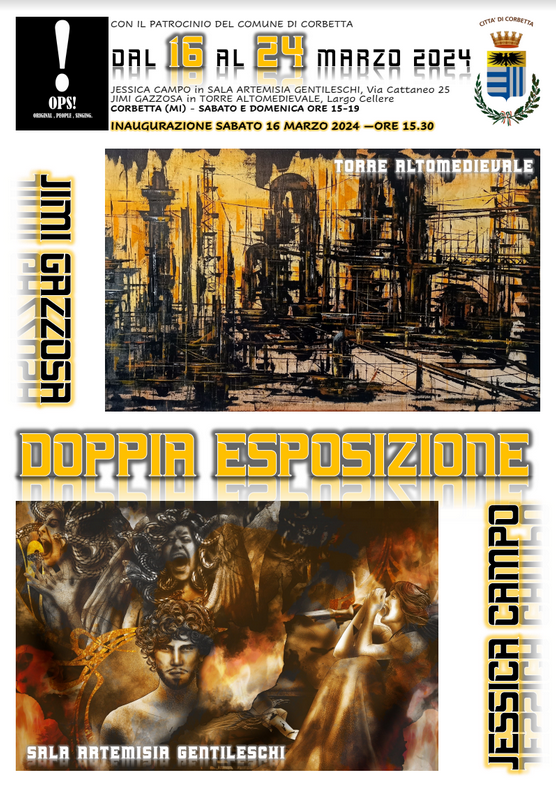 CON IL PATROCINIO DEL COMUNE DI CORBETTA
CITTA' DI CORBETTA
DAL 16 AL 24 MARZO 2024
!
OPS!
ORIGINAL , PEOPLE , SINGING.
JESSICA CAMPO in SALA ARTEMISIA GENTILESCHI, Via Cattaneo 25
JIMI GAZZOSA in TORRE ALTOMEDIEVALE, Largo Cellere
CORBETTA (MI) - SABATO E DOMENICA ORE 15-19
INAUGURAZIONE SABATO 16 MARZO 2024 —ORE 15.30
TORRE ALTOMEDIEVALE
JIMI GAZZOSA
DOPPIA ESPOSIZIONE
JESSICA CAMPO
SALA ARTEMISIA GENTILESCHI